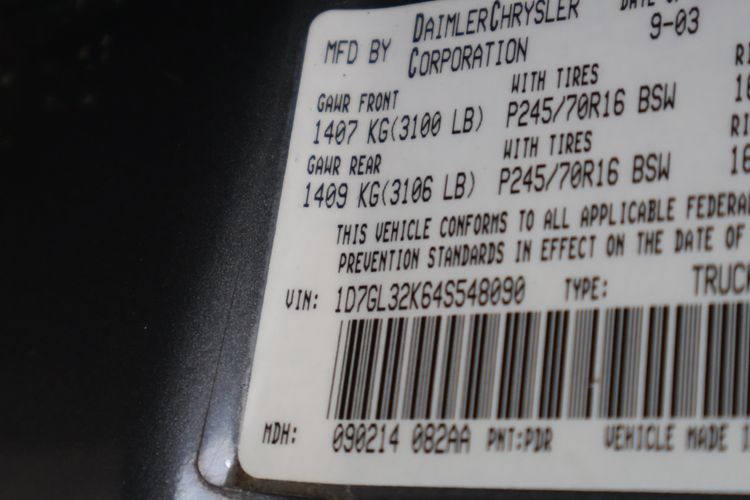 MFD BY DAIMLERCHRYSLER
CORPORATION
9-03
GAWR FRONT WITH TIRES
1407 KG(3100 LB) P245/70R16 BSW
GAWR REAR WITH TIRES
1409 KG(3106 LB) P245/70R16 BSW
THIS VEHICLE CONFORMS TO ALL APPLICABLE FEDERA
PREVENTION STANDARDS IN EFFECT ON THE DATE OF
VIN: 1D7GL32K64S548090 TYPE: TRUC
MDH: 090214 082AA PNT:PDR VEHICLE MADE I